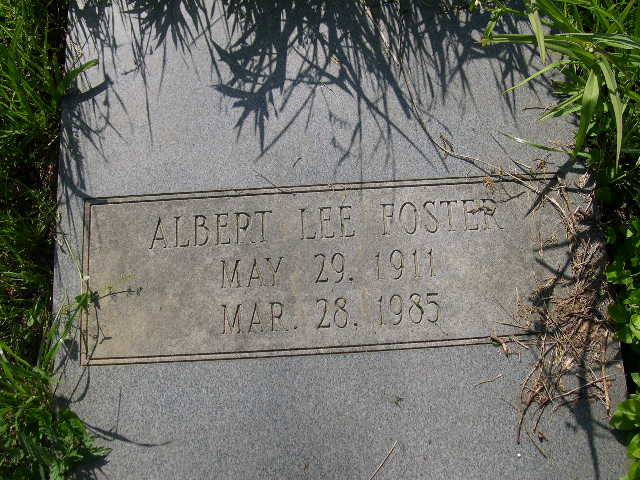 ALBERT LEE FOSTER
MAY 29, 1911
MAR. 28, 1985